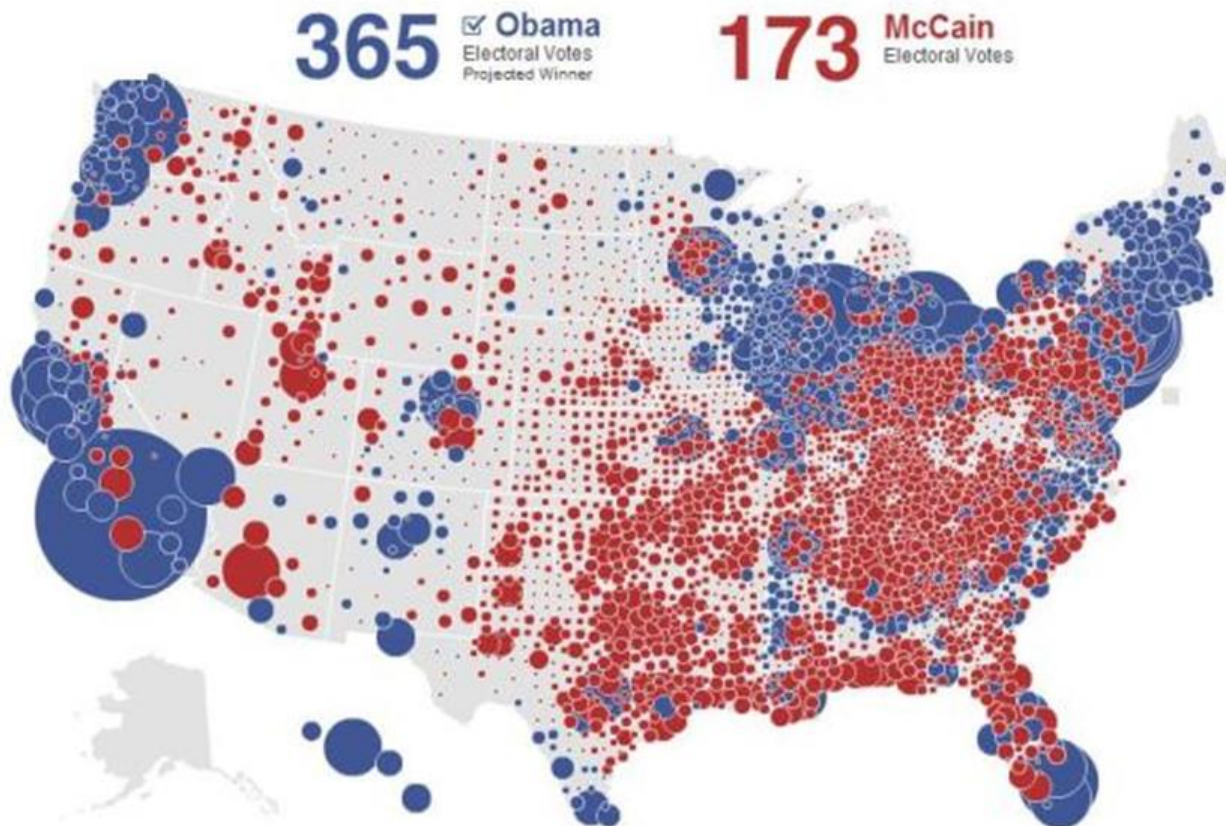 365
Obama
Electoral Votes
Projected Winner
173
McCain
Electoral Votes